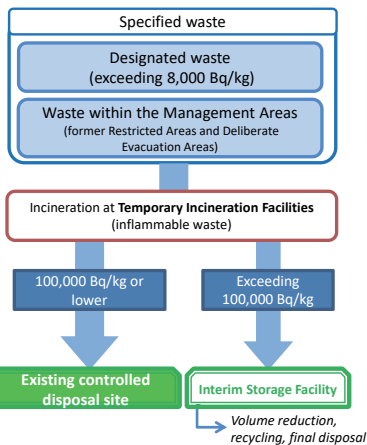 Specified waste
Designated waste
(exceeding 8,000 Bq/kg)
Waste within the Management Areas
(former Restricted Areas and Deliberate
Evacuation Areas)
Incineration at Temporary Incineration Facilities
(inflammable waste)
100,000 Bq/kg or
lower
Exceeding
100,000 Bq/kg
Existing controlled
disposal site
Interim Storage Facility
Volume reduction,
recycling, final disposal